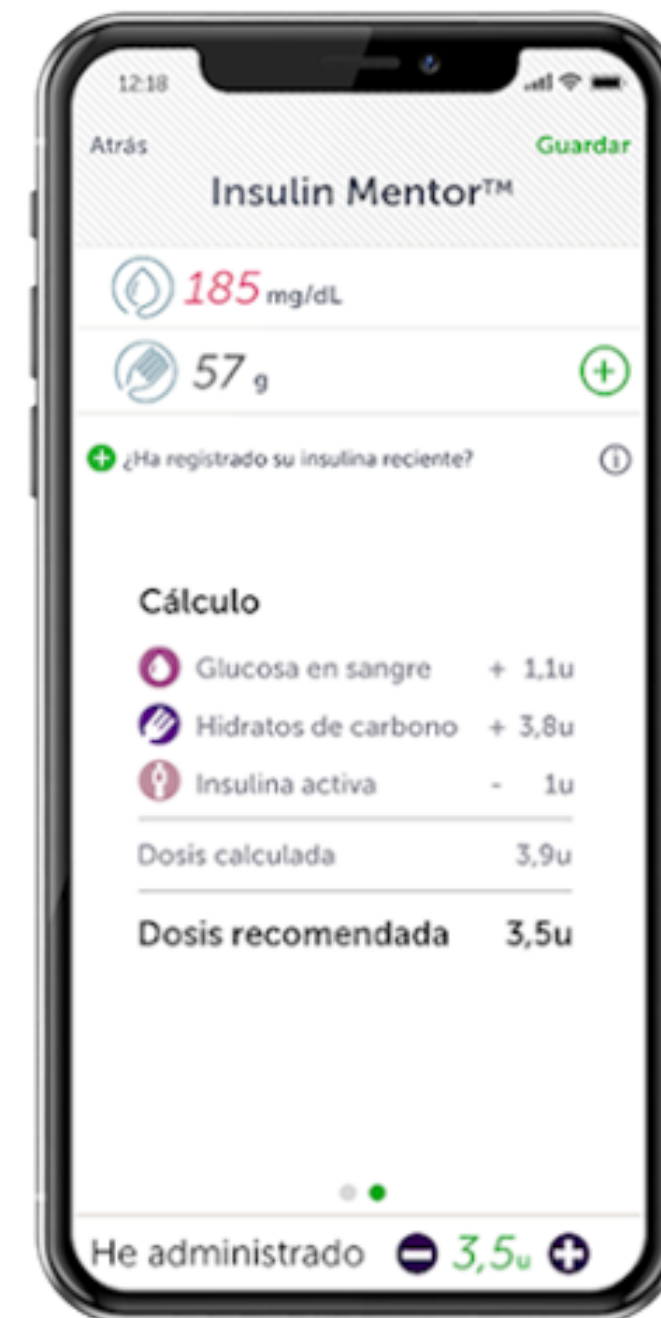 12:18
Atrás Guardar
Insulin Mentor™
185 mg/dL
57 g
¿Ha registrado su insulina reciente?
Cálculo
Glucosa en sangre + 1,1u
Hidratos de carbono + 3,8u
Insulina activa - 1u
Dosis calculada 3,9u
Dosis recomendada 3,5u
He administrado 3,5u